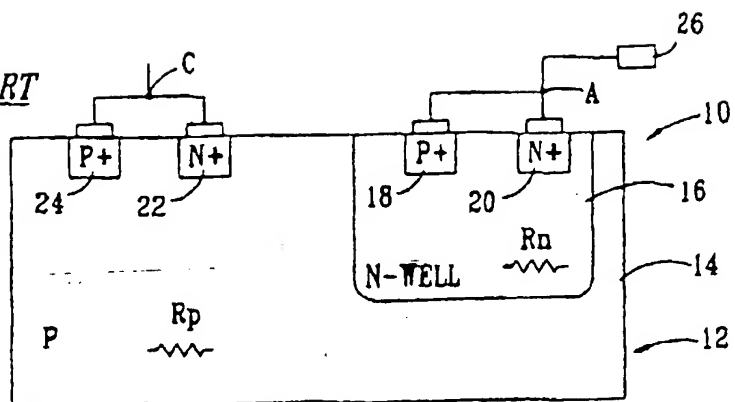 RT
C
26
A
10
P+ N+ P+ N+
24 22 18 20 16
Rn
N-WELL
14
Rp
P
12